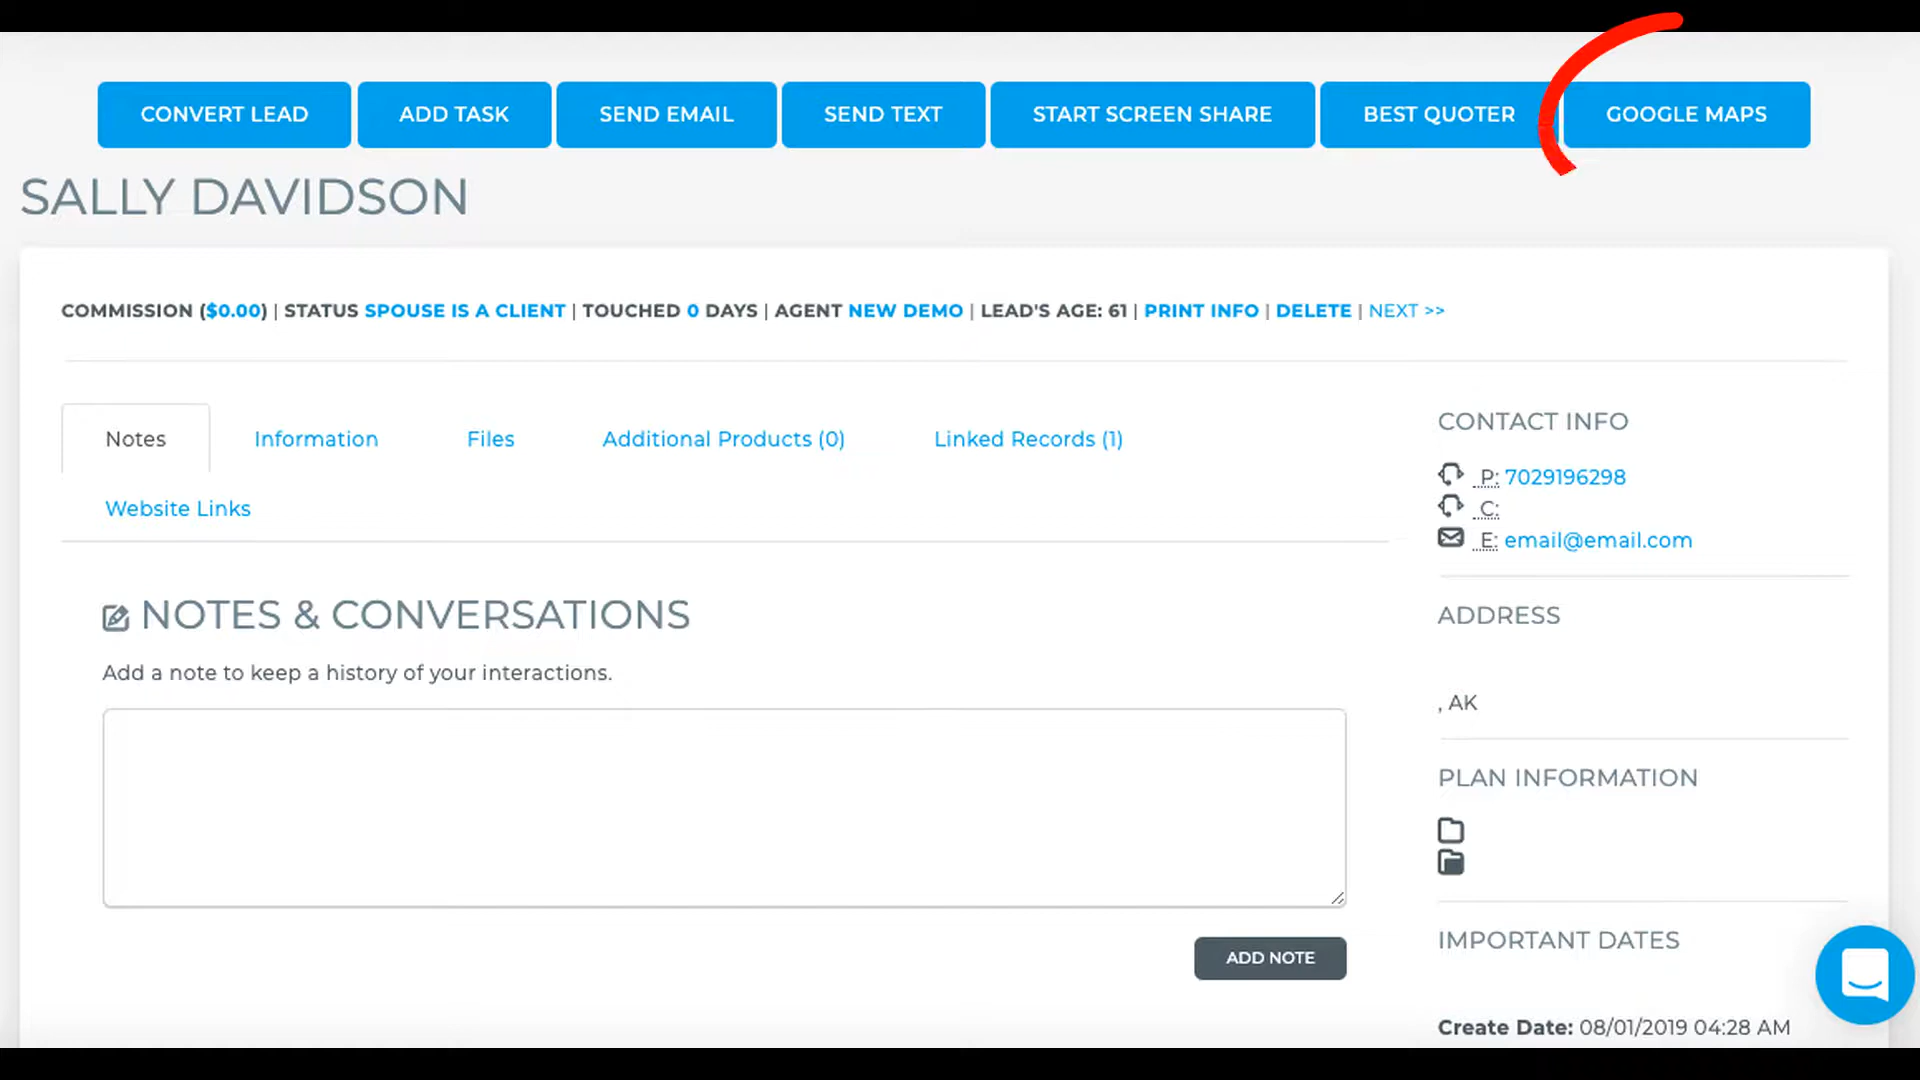 CONVERT LEAD
ADD TASK
SEND EMAIL
SEND TEXT
START SCREEN SHARE
BEST QUOTER
GOOGLE MAPS
SALLY DAVIDSON
COMMISSION ($0.00) | STATUS SPOUSE IS A CLIENT | TOUCHED 0 DAYS | AGENT NEW DEMO | LEAD'S AGE: 61 | PRINT INFO | DELETE | NEXT >>
Notes
Information
Files
Additional Products (0)
Linked Records (1)
Website Links
NOTES & CONVERSATIONS
Add a note to keep a history of your interactions.
ADD NOTE
CONTACT INFO
P: 7029196298
C:
E: email@email.com
ADDRESS
, AK
PLAN INFORMATION
IMPORTANT DATES
Create Date: 08/01/2019 04:28 AM